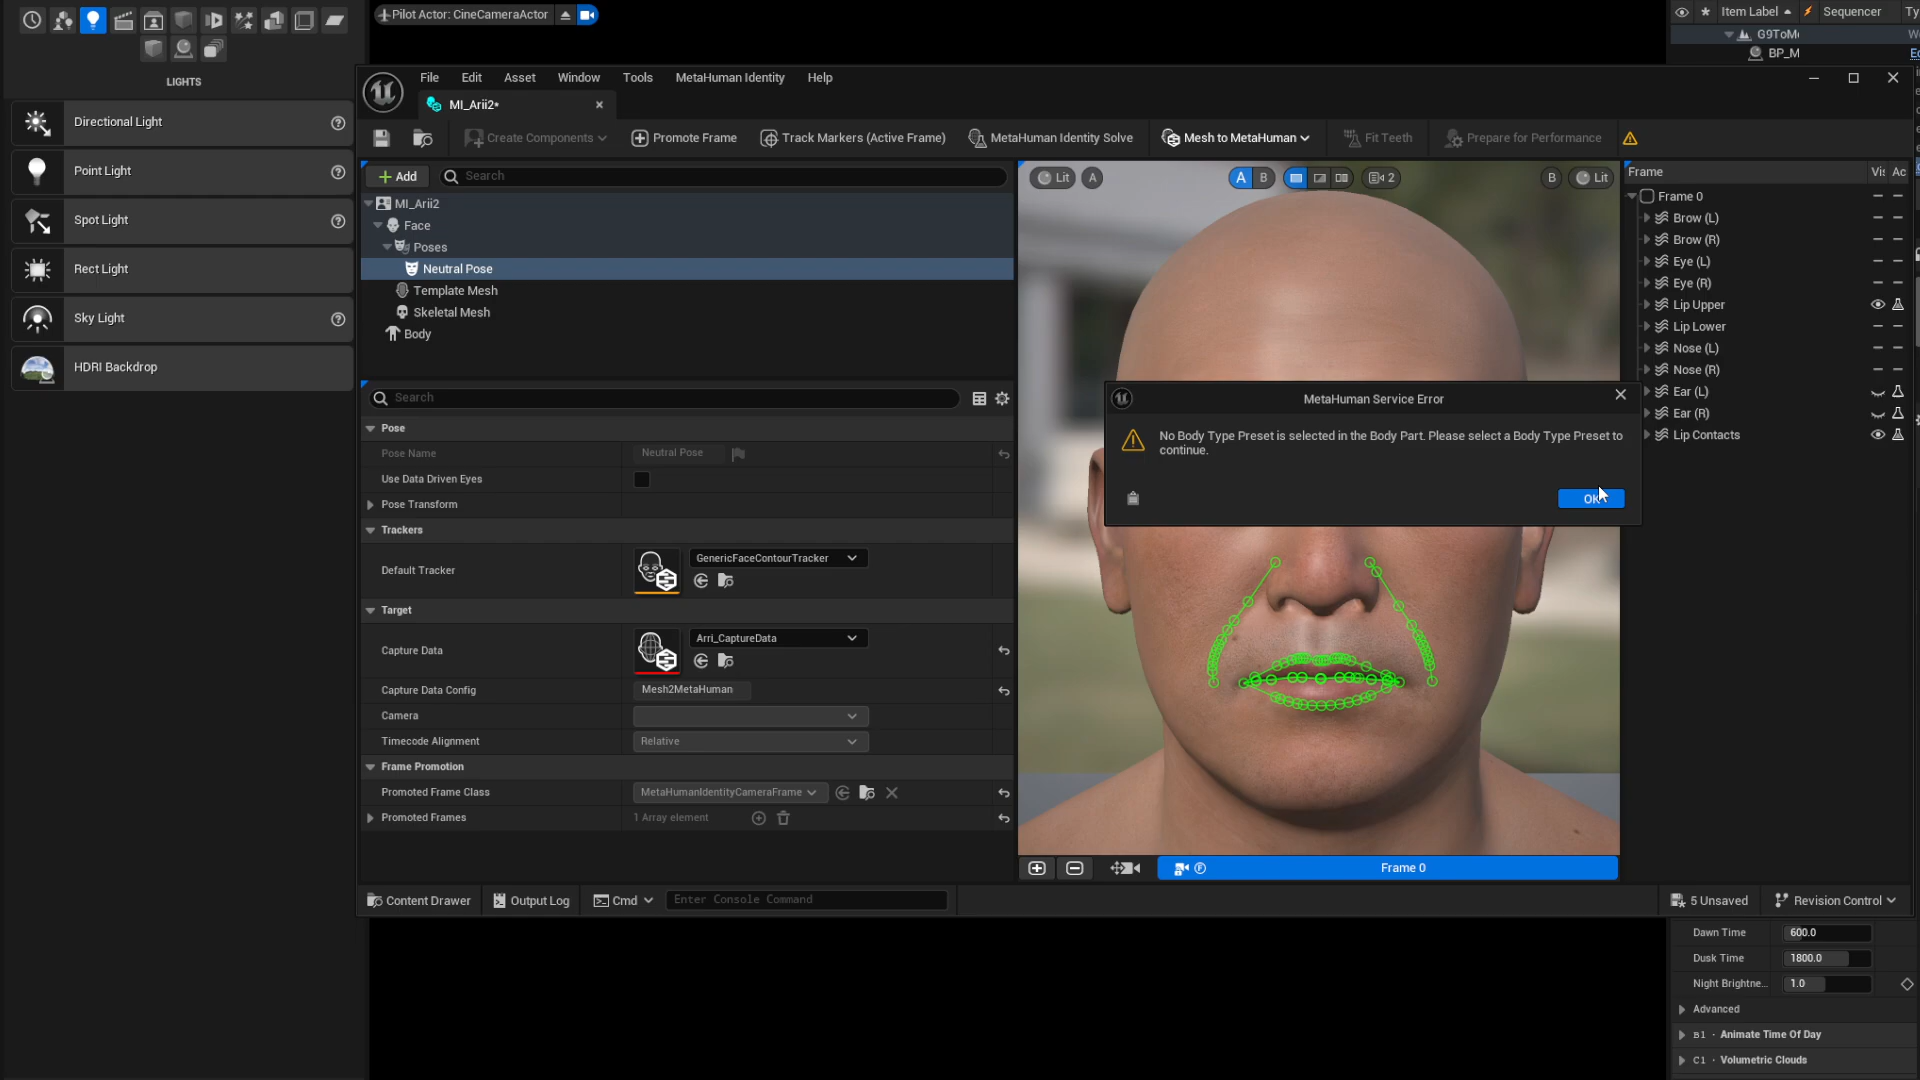 Pilot Actor: CineCameraActor
Item Label
Sequencer
Ty
G9ToMe
BP_M
LIGHTS
Directional Light
Point Light
Spot Light
Rect Light
Sky Light
HDRI Backdrop
File
Edit
Asset
Window
Tools
MetaHuman Identity
Help
MI_Arii2*
Create Components
Promote Frame
Track Markers (Active Frame)
MetaHuman Identity Solve
Mesh to MetaHuman
Fit Teeth
Prepare for Performance
Add
Search
MI_Arii2
Face
Poses
Neutral Pose
Template Mesh
Skeletal Mesh
Body
Search
Pose
Pose Name
Neutral Pose
Use Data Driven Eyes
Pose Transform
Trackers
Default Tracker
GenericFaceContourTracker
Target
Capture Data
Arri_CaptureData
Capture Data Config
Mesh2MetaHuman
Camera
Timecode Alignment
Relative
Frame Promotion
Promoted Frame Class
MetaHumanIdentityCameraFrame
Promoted Frames
1 Array element
Lit
A
A
B
2
B
Lit
MetaHuman Service Error
No Body Type Preset is selected in the Body Part. Please select a Body Type Preset to
continue.
OK
Frame 0
Frame
Vis
Ac
Frame 0
Brow (L)
Brow (R)
Eye (L)
Eye (R)
Lip Upper
Lip Lower
Nose (L)
Nose (R)
Ear (L)
Ear (R)
Lip Contacts
Content Drawer
Output Log
Cmd
Enter Console Command
5 Unsaved
Revision Control
Dawn Time
600.0
Dusk Time
1800.0
Night Brightne...
1.0
Advanced
B1 · Animate Time Of Day
C1 · Volumetric Clouds